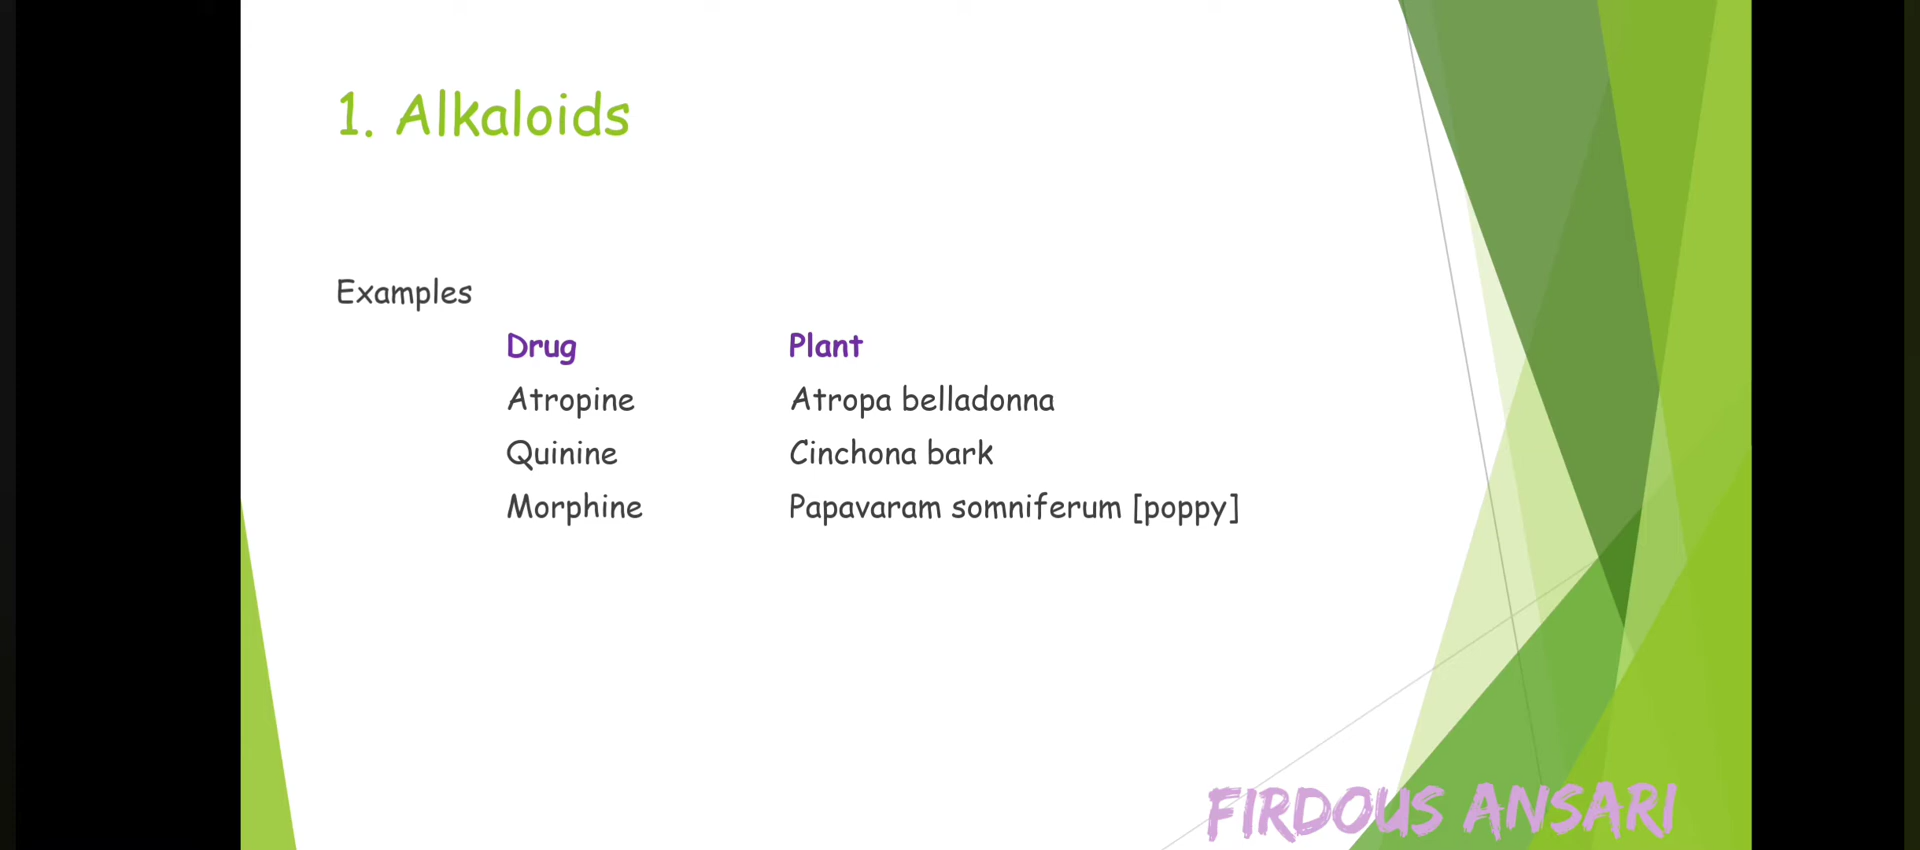 1. Alkaloids
Examples
Drug Plant
Atropine Atropa belladonna
Quinine Cinchona bark
Morphine Papavaram somniferum [poppy]
FIRDOUS ANSARI